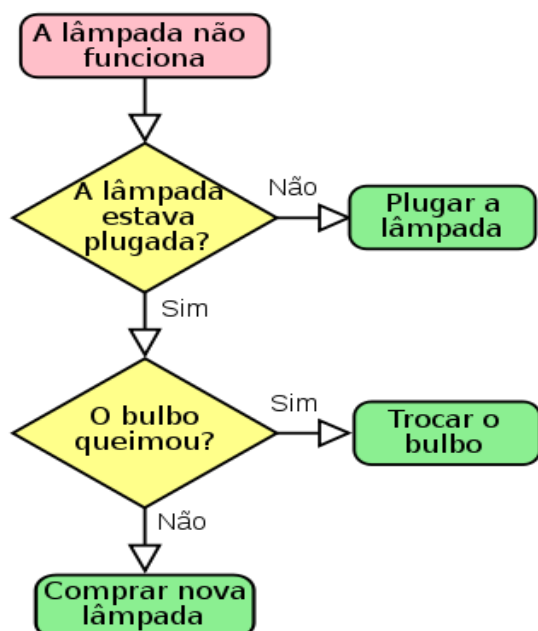 A lâmpada não
funciona
A lâmpada
estava
plugada?
Não
Plugar a
lâmpada
Sim
O bulbo
queimou?
Sim
Trocar o
bulbo
Não
Comprar nova
lâmpada